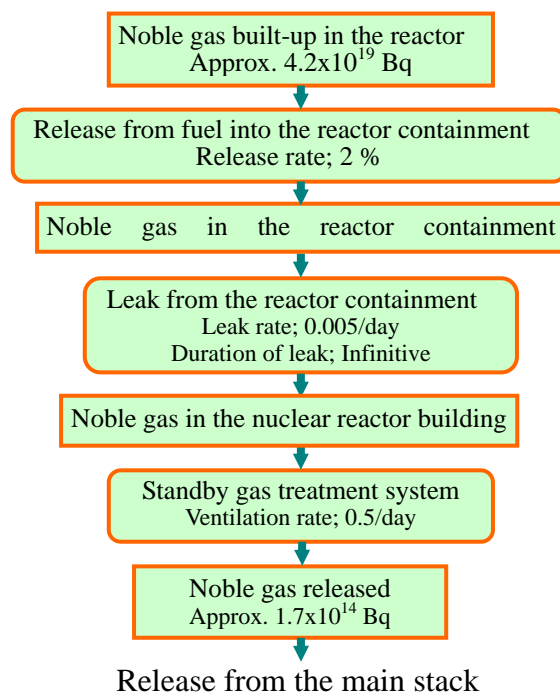 Noble gas built-up in the reactor
Approx. 4.2x10¹⁹ Bq
Release from fuel into the reactor containment
Release rate; 2 %
Noble gas in the reactor containment
Leak from the reactor containment
Leak rate; 0.005/day
Duration of leak; Infinitive
Noble gas in the nuclear reactor building
Standby gas treatment system
Ventilation rate; 0.5/day
Noble gas released
Approx. 1.7x10¹⁴ Bq
Release from the main stack